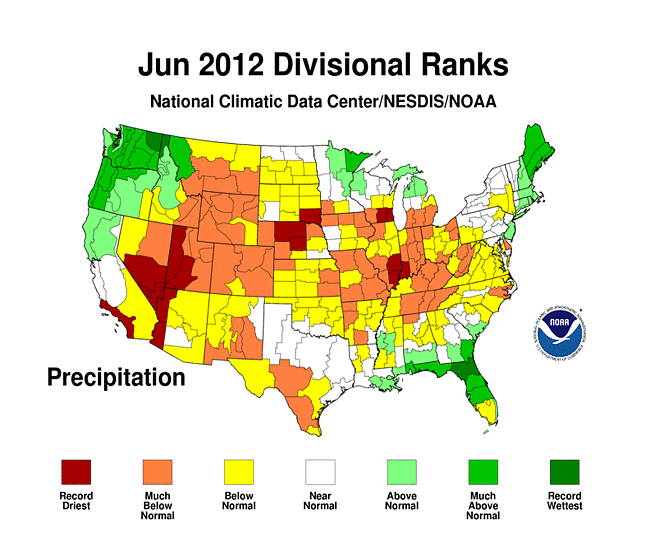 Jun 2012 Divisional Ranks
National Climatic Data Center/NESDIS/NOAA
NOAA
Precipitation
Record
Driest
Much
Below
Normal
Below
Normal
Near
Normal
Above
Normal
Much
Above
Normal
Record
Wettest